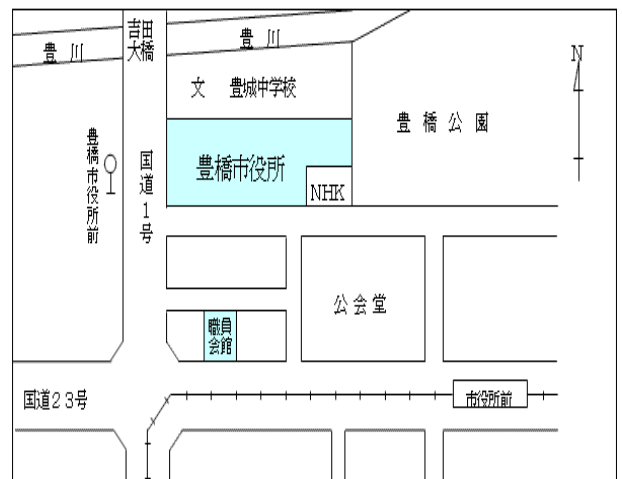 吉田
大橋
豊 川
豊 川
N
文 豊城中学校
豊 橋 公 園
豊橋市役所前
国道1号
豊橋市役所
NHK
公 会 堂
職員
会館
国道23号
市役所前